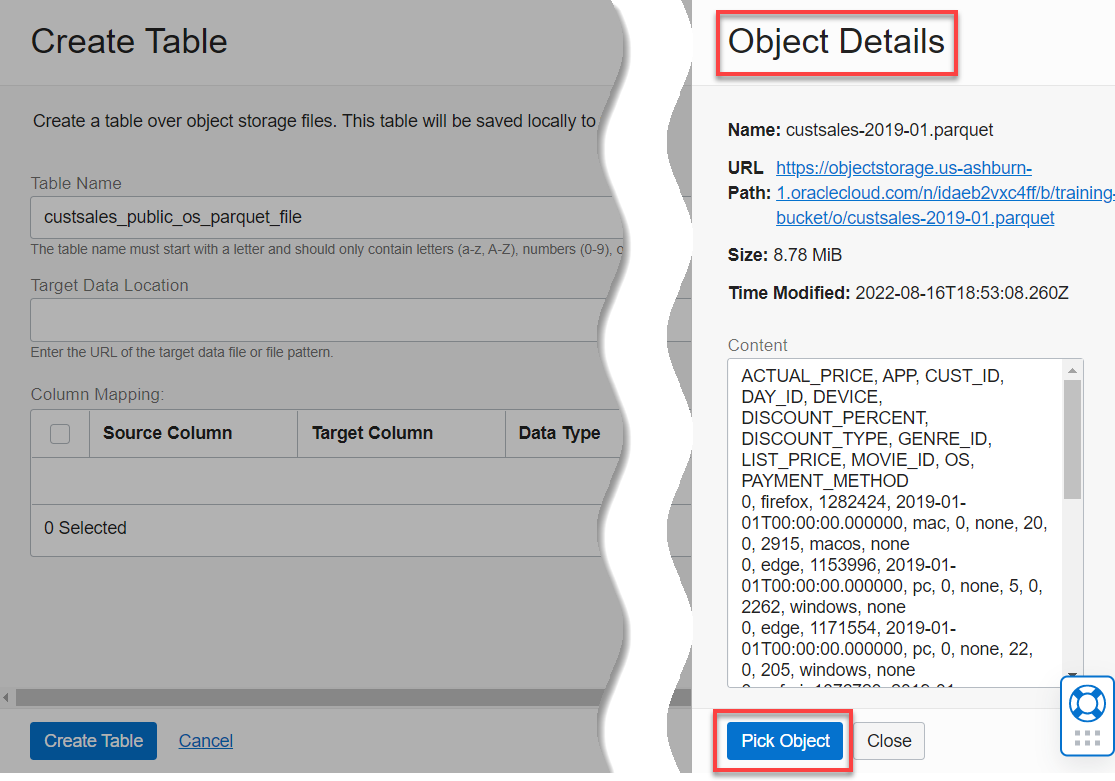 Create Table
Create a table over object storage files. This table will be saved locally to
Table Name
custsales_public_os_parquet_file
The table name must start with a letter and should only contain letters (a-z, A-Z), numbers (0-9), o
Target Data Location
Enter the URL of the target data file or file pattern.
Column Mapping:
Source Column Target Column Data Type
0 Selected
Create Table Cancel
Object Details
Name: custsales-2019-01.parquet
URL https://objectstorage.us-ashburn-
Path: 1.oraclecloud.com/n/idaeb2vxc4ff/b/training-
bucket/o/custsales-2019-01.parquet
Size: 8.78 MiB
Time Modified: 2022-08-16T18:53:08.260Z
Content
ACTUAL_PRICE, APP, CUST_ID,
DAY_ID, DEVICE,
DISCOUNT_PERCENT,
DISCOUNT_TYPE, GENRE_ID,
LIST_PRICE, MOVIE_ID, OS,
PAYMENT_METHOD
0, firefox, 1282424, 2019-01-
01T00:00:00.000000, mac, 0, none, 20,
0, 2915, macos, none
0, edge, 1153996, 2019-01-
01T00:00:00.000000, pc, 0, none, 5, 0,
2262, windows, none
0, edge, 1171554, 2019-01-
01T00:00:00.000000, pc, 0, none, 22,
0, 205, windows, none
Pick Object Close